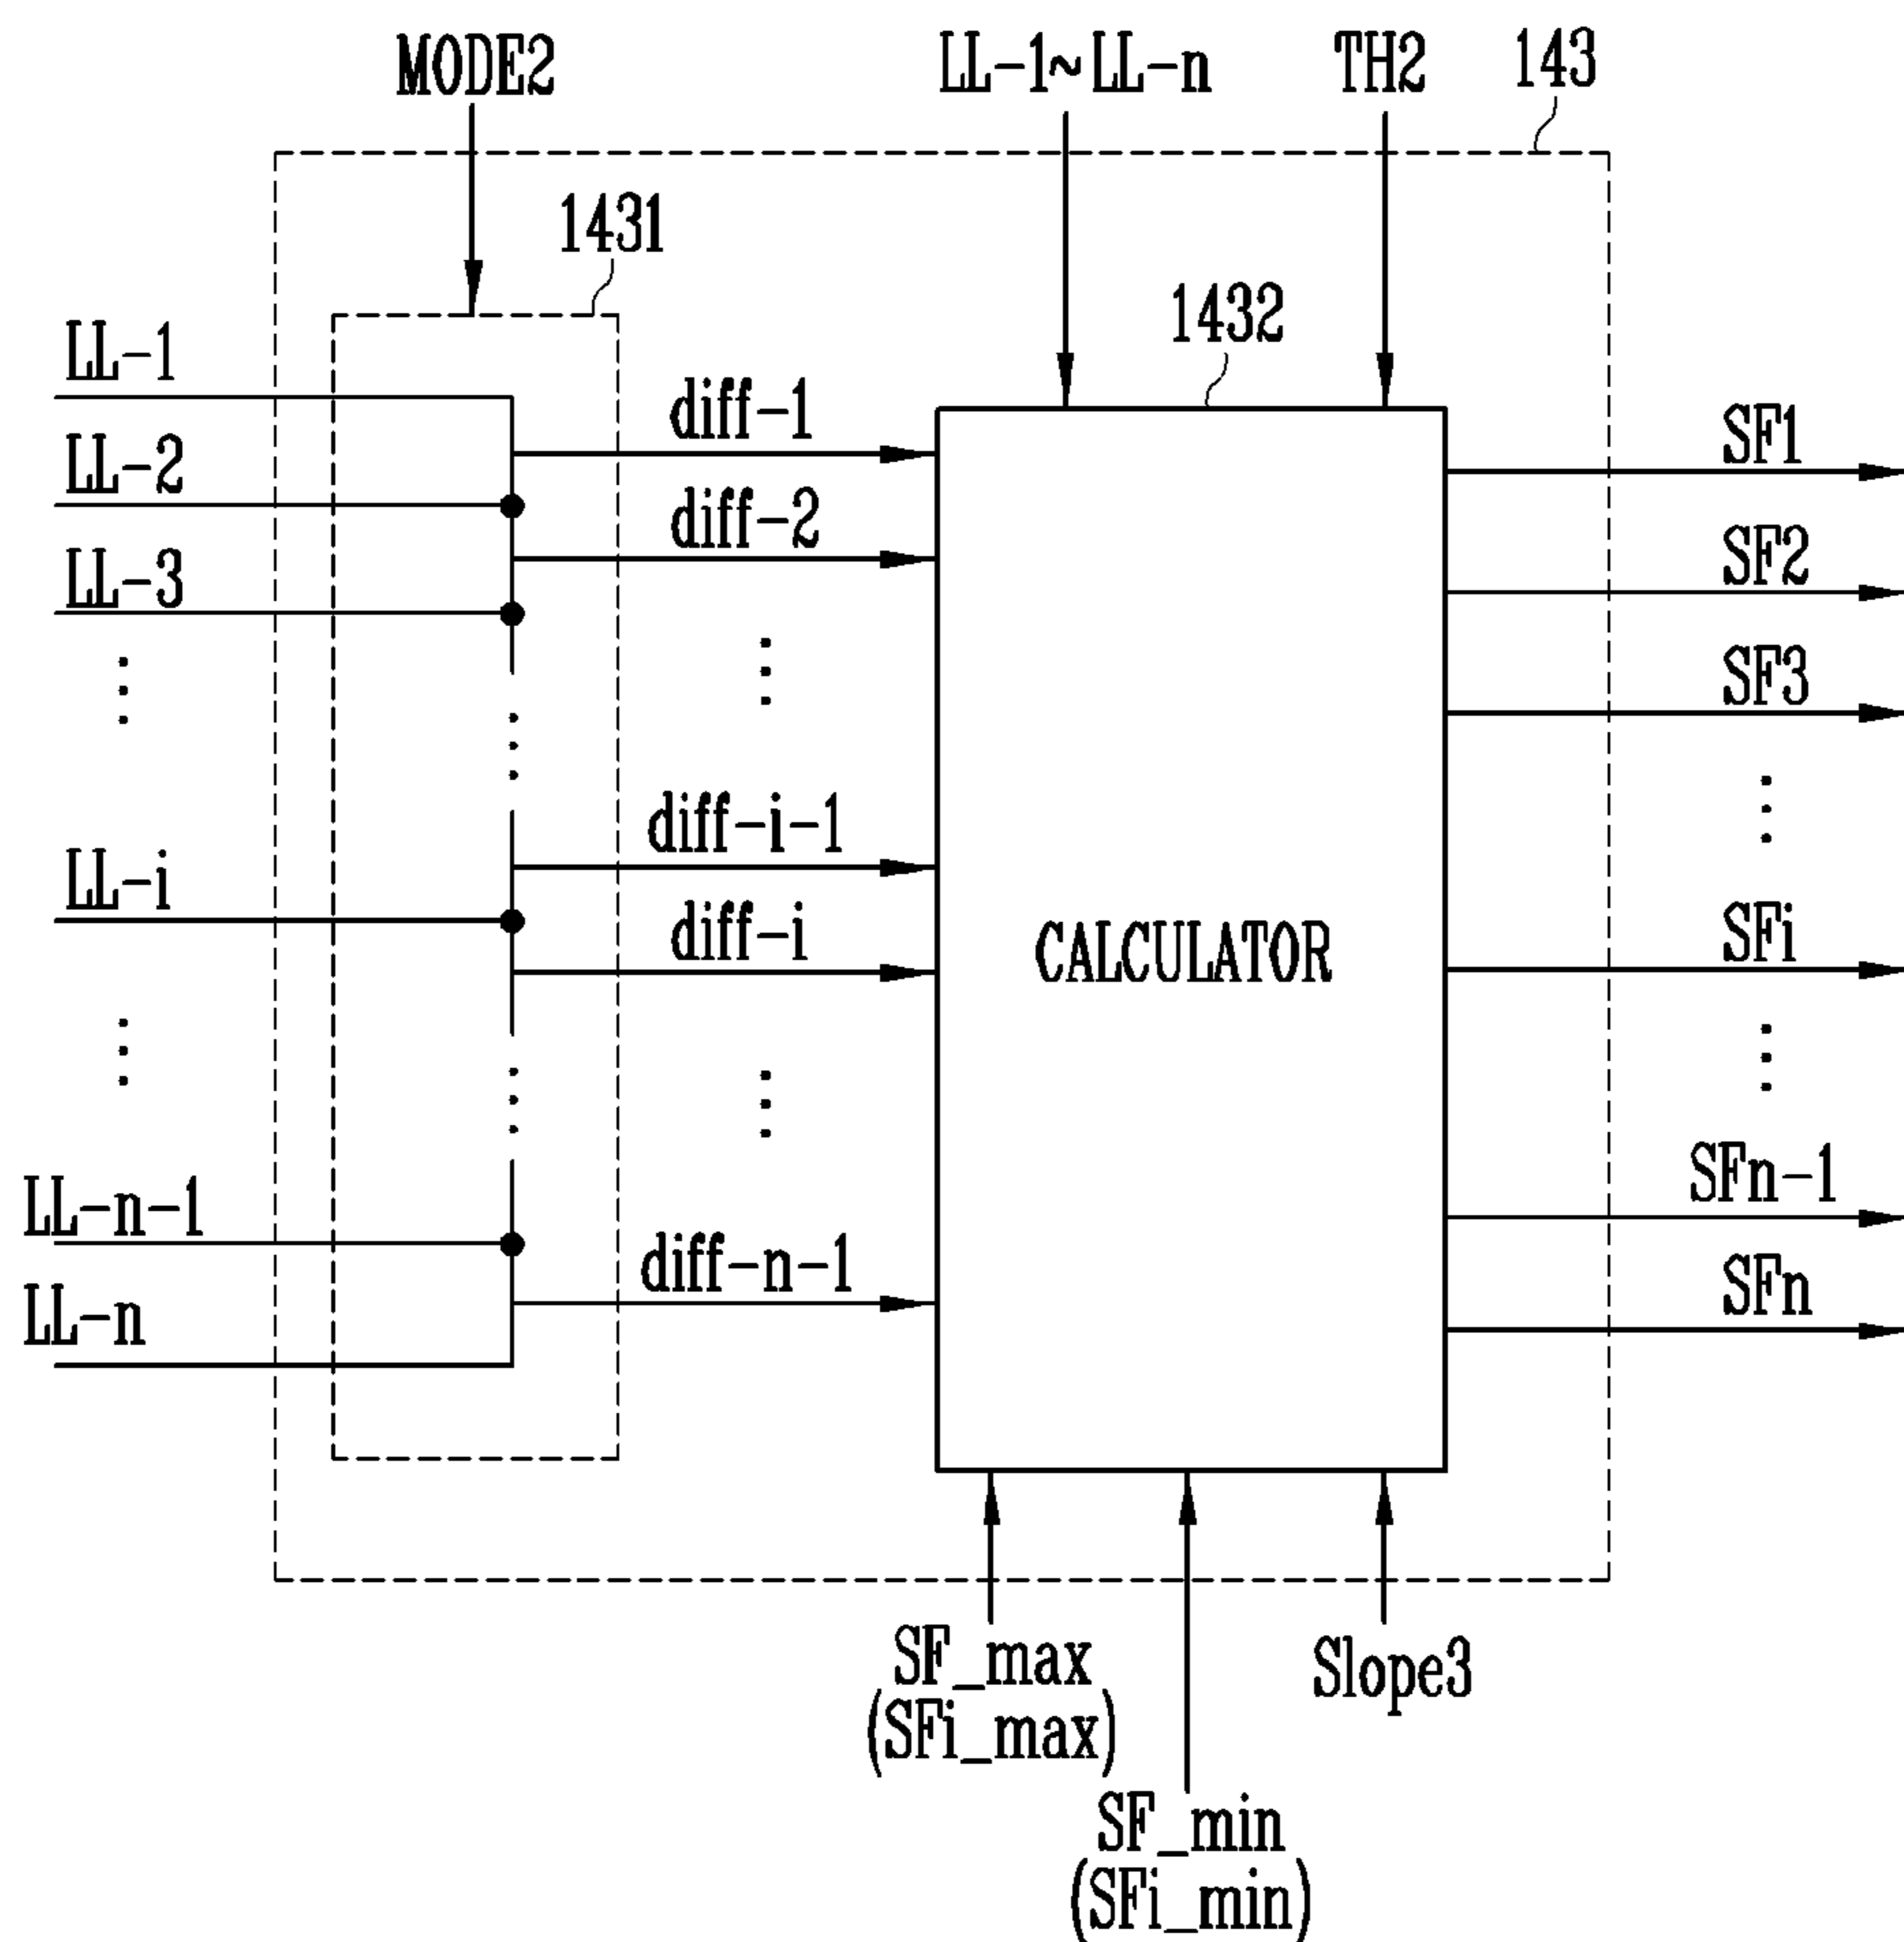 MODE2
LL-1~LL-n
TH2
143
1431
1432
LL-1
LL-2
LL-3
LL-i
LL-n-1
LL-n
diff-1
diff-2
diff-i-1
diff-i
diff-n-1
CALCULATOR
SF1
SF2
SF3
SFi
SFn-1
SFn
SF_max
(SFi_max)
SF_min
(SFi_min)
Slope3